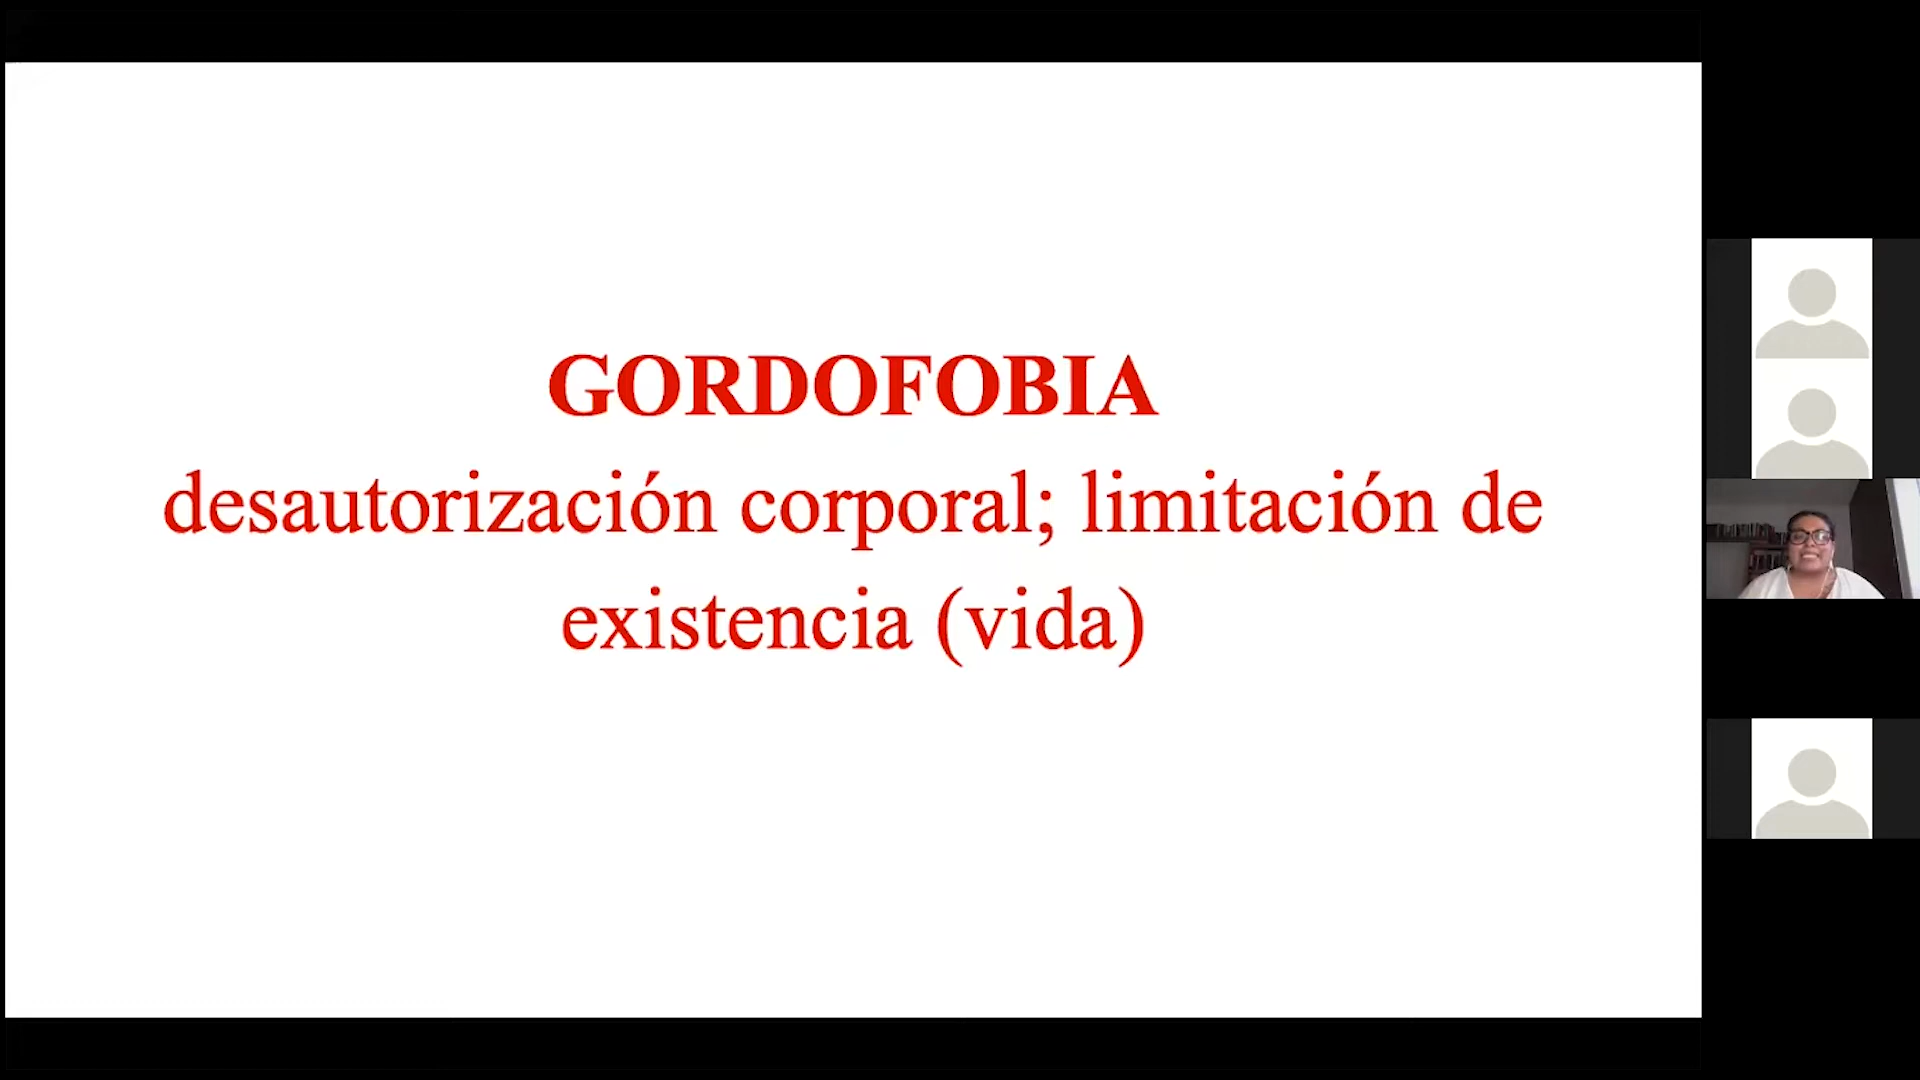 GORDOFOBIA
desautorización corporal; limitación de
existencia (vida)